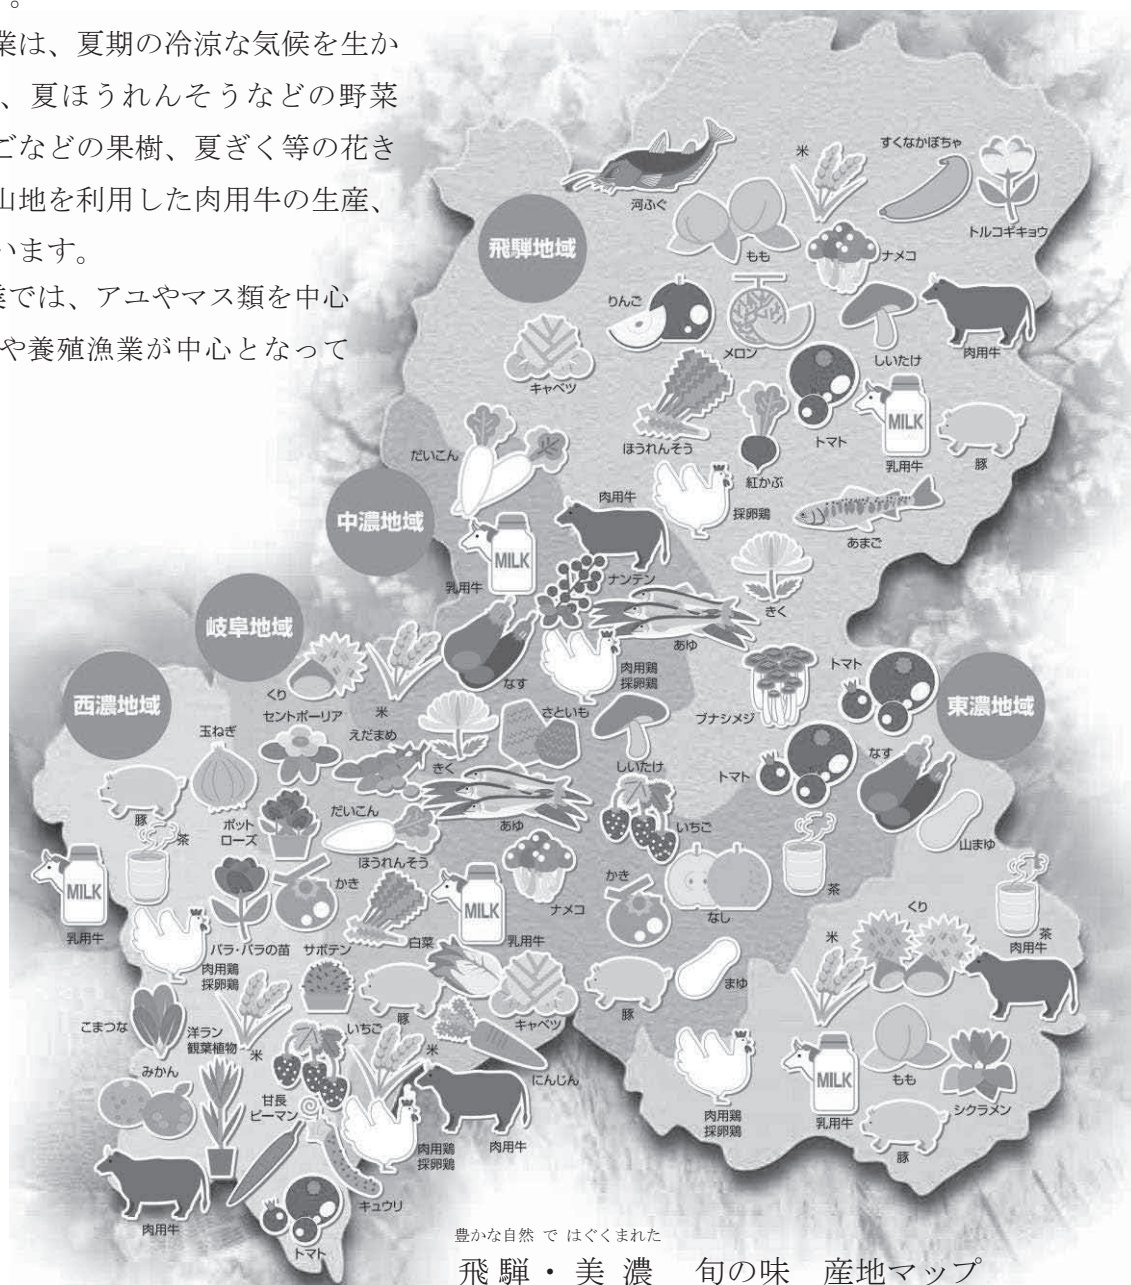 。
業は、夏期の冷涼な気候を生か
、夏ほうれんそうなどの野菜
ごなどの果樹、夏ぎく等の花き
山地を利用した肉用牛の生産、
います。
業では、アユやマス類を中心
や養殖漁業が中心となって
飛騨地域
河ふぐ
米
すくなかぼちゃ
トルコギキョウ
もも
ナメコ
りんご
メロン
しいたけ
肉用牛
キャベツ
ほうれんそう
紅かぶ
トマト
MILK
乳用牛
豚
だいこん
採卵鶏
あまご
中濃地域
肉用牛
MILK
乳用牛
ナンテン
きく
あゆ
岐阜地域
くり
米
なす
肉用鶏
採卵鶏
ブナシメジ
トマト
東濃地域
西濃地域
セントポーリア
玉ねぎ
えだまめ
きく
さといも
しいたけ
トマト
なす
豚
ポット
ローズ
だいこん
あゆ
いちご
山まゆ
茶
ほうれんそう
MILK
乳用牛
バラ・バラの苗
かき
サボテン
白菜
MILK
乳用牛
ナメコ
かき
なし
茶
くり
茶
肉用牛
肉用鶏
採卵鶏
米
豚
キャベツ
豚
まゆ
米
こまつな
洋ラン
観葉植物
米
いちご
米
にんじん
みかん
甘長
ピーマン
肉用鶏
採卵鶏
肉用牛
肉用鶏
採卵鶏
MILK
乳用牛
もも
シクラメン
豚
肉用牛
キュウリ
トマト
豊かな自然 で はぐくまれた
飛騨・美濃 旬の味 産地マップ